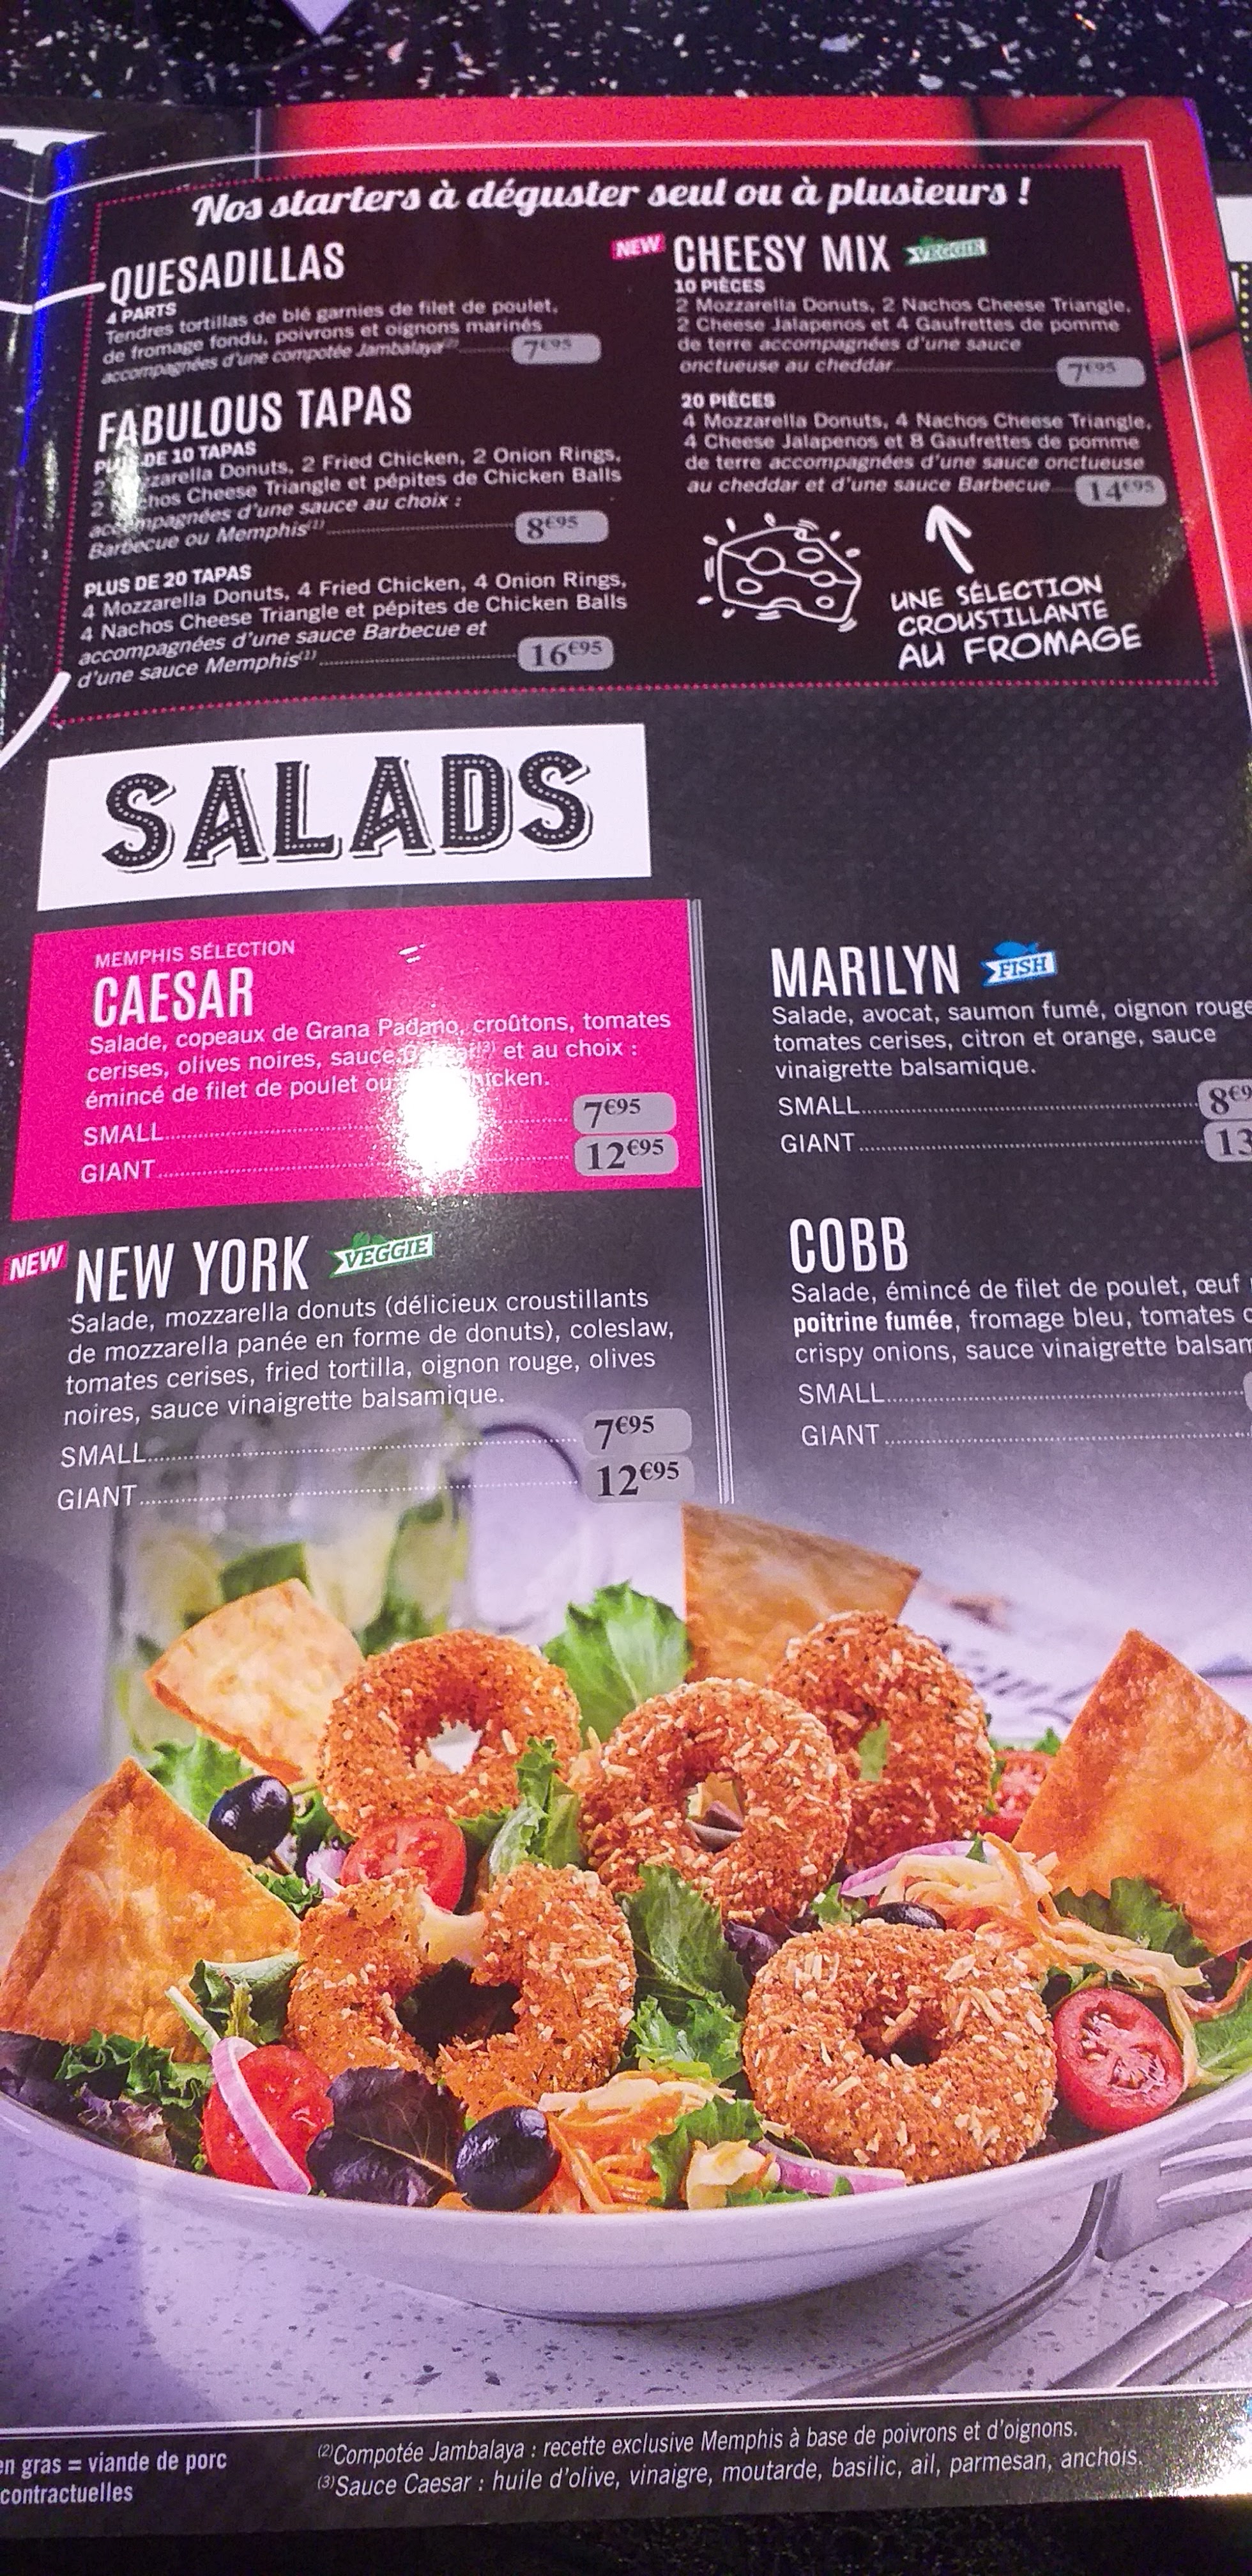 Nos starters à déguster seul ou à plusieurs !
QUESADILLAS
4 PARTS
Tendres tortillas de blé garnies de filet de poulet,
de fromage fondu, poivrons et oignons marinés
accompagnées d'une compotée Jambalaya(2) 7€95
FABULOUS TAPAS
PLUS DE 10 TAPAS
Donuts, 2 Fried Chicken, 2 Onion Rings,
2 Cheese Triangle et pépites de Chicken Balls
accompagnées d'une sauce au choix :
Barbecue ou Memphis(1) 8€95
PLUS DE 20 TAPAS
4 Mozzarella Donuts, 4 Fried Chicken, 4 Onion Rings,
4 Nachos Cheese Triangle et pépites de Chicken Balls
accompagnées d'une sauce Barbecue et
d'une sauce Memphis(1) 16€95
NEW CHEESY MIX VEGGIE
10 PIÈCES
2 Mozzarella Donuts, 2 Nachos Cheese Triangle,
2 Cheese Jalapenos et 4 Gaufrettes de pomme
de terre accompagnées d'une sauce
onctueuse au cheddar 7€95
20 PIÈCES
4 Mozzarella Donuts, 4 Nachos Cheese Triangle,
4 Cheese Jalapenos et 8 Gaufrettes de pomme
de terre accompagnées d'une sauce onctueuse
au cheddar et d'une sauce Barbecue 14€95
UNE SÉLECTION
CROUSTILLANTE
AU FROMAGE
SALADS
MEMPHIS SÉLECTION
CAESAR
Salade, copeaux de Grana Padano, croûtons, tomates
cerises, olives noires, sauce (3) et au choix :
émincé de filet de poulet ou
SMALL 7€95
GIANT 12€95
NEW NEW YORK VEGGIE
Salade, mozzarella donuts (délicieux croustillants
de mozzarella panée en forme de donuts), coleslaw,
tomates cerises, fried tortilla, oignon rouge, olives
noires, sauce vinaigrette balsamique.
SMALL 7€95
GIANT 12€95
MARILYN FISH
Salade, avocat, saumon fumé, oignon rouge
tomates cerises, citron et orange, sauce
vinaigrette balsamique.
SMALL 8€9
GIANT 13
COBB
Salade, émincé de filet de poulet, œuf
poitrine fumée, fromage bleu, tomates
crispy onions, sauce vinaigrette balsam
SMALL
GIANT
en gras = viande de porc
contractuelles
(2)Compotée Jambalaya : recette exclusive Memphis à base de poivrons et d'oignons.
(3)Sauce Caesar : huile d'olive, vinaigre, moutarde, basilic, ail, parmesan, anchois.